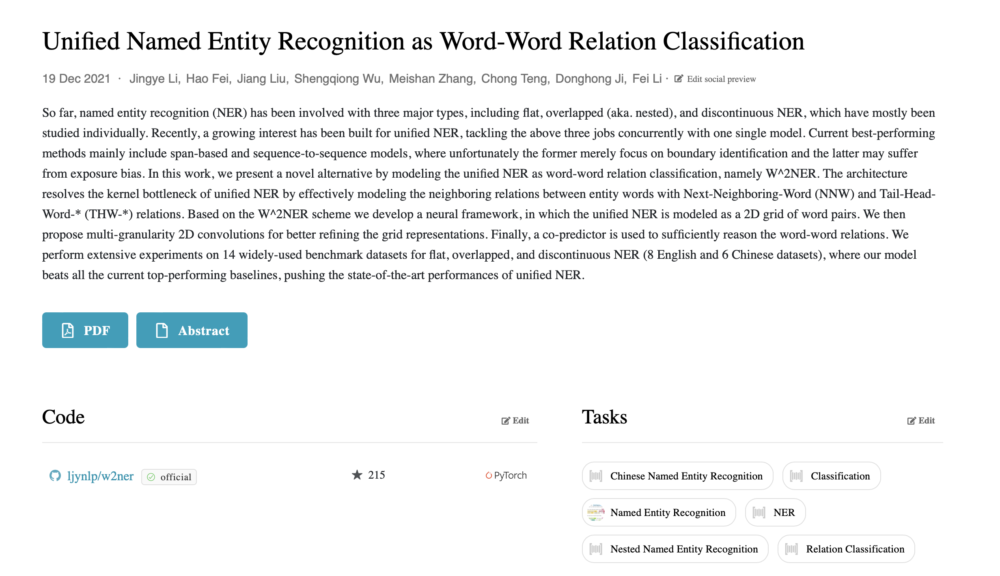 Unified Named Entity Recognition as Word-Word Relation Classification
19 Dec 2021 · Jingye Li, Hao Fei, Jiang Liu, Shengqiong Wu, Meishan Zhang, Chong Teng, Donghong Ji, Fei Li · Edit social preview
So far, named entity recognition (NER) has been involved with three major types, including flat, overlapped (aka. nested), and discontinuous NER, which have mostly been
studied individually. Recently, a growing interest has been built for unified NER, tackling the above three jobs concurrently with one single model. Current best-performing
methods mainly include span-based and sequence-to-sequence models, where unfortunately the former merely focus on boundary identification and the latter may suffer
from exposure bias. In this work, we present a novel alternative by modeling the unified NER as word-word relation classification, namely W^2NER. The architecture
resolves the kernel bottleneck of unified NER by effectively modeling the neighboring relations between entity words with Next-Neighboring-Word (NNW) and Tail-Head-
Word-* (THW-*) relations. Based on the W^2NER scheme we develop a neural framework, in which the unified NER is modeled as a 2D grid of word pairs. We then
propose multi-granularity 2D convolutions for better refining the grid representations. Finally, a co-predictor is used to sufficiently reason the word-word relations. We
perform extensive experiments on 14 widely-used benchmark datasets for flat, overlapped, and discontinuous NER (8 English and 6 Chinese datasets), where our model
beats all the current top-performing baselines, pushing the state-of-the-art performances of unified NER.
PDF
Abstract
Code
Edit
ljynlp/w2ner
official
215
PyTorch
Tasks
Edit
Chinese Named Entity Recognition
Classification
Named Entity Recognition
NER
Nested Named Entity Recognition
Relation Classification